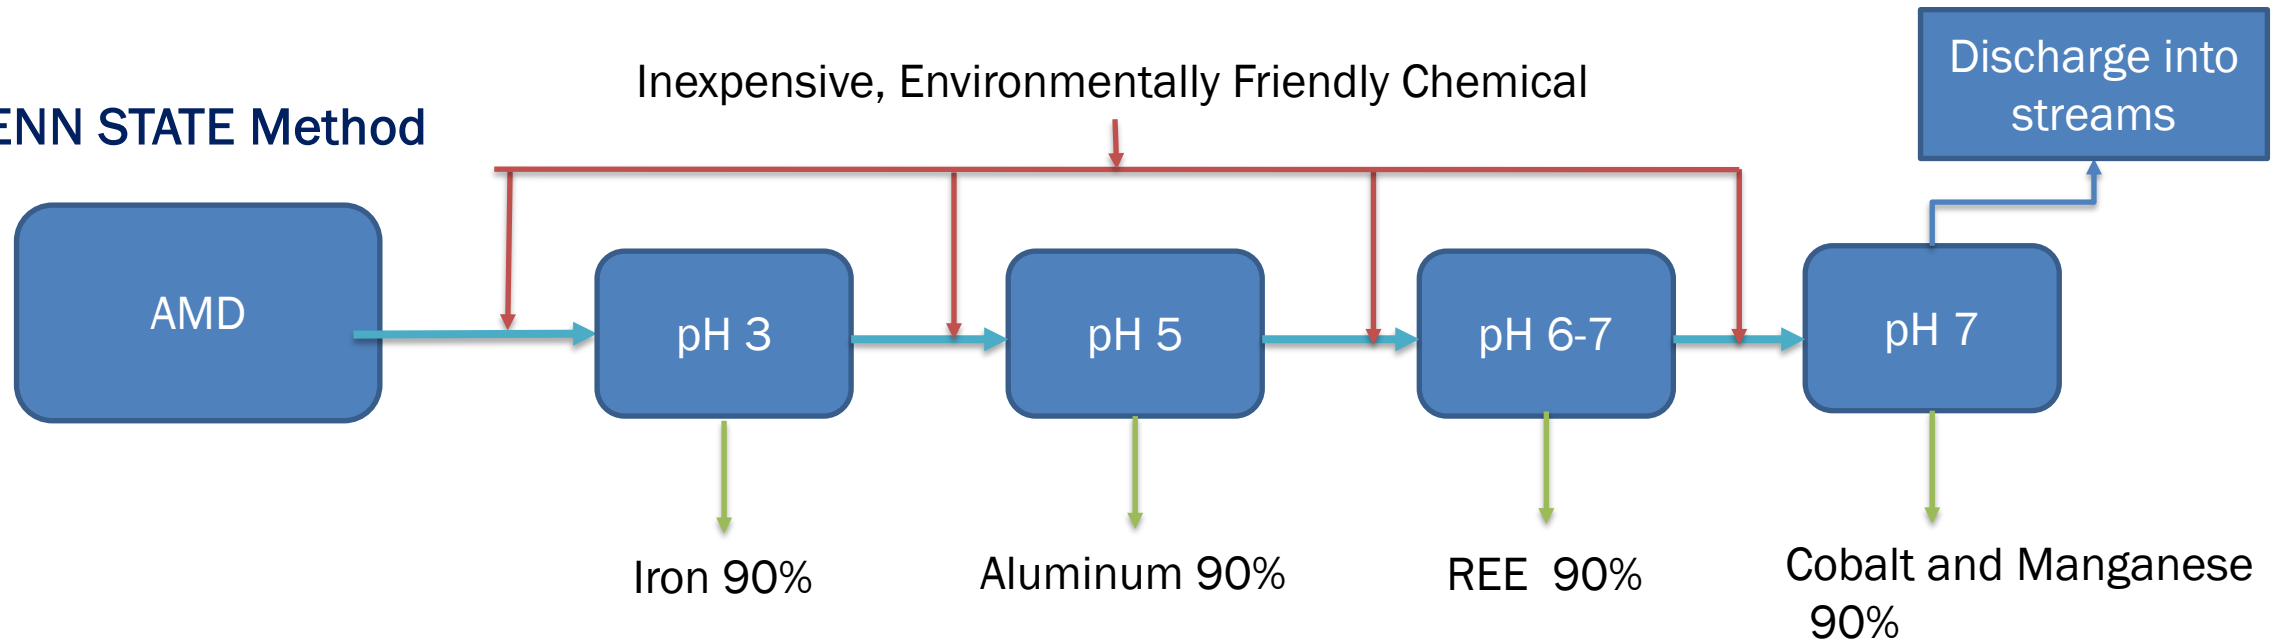 Inexpensive, Environmentally Friendly Chemical
Discharge into
streams
ENN STATE Method
AMD
pH 3
pH 5
pH 6-7
pH 7
Iron 90%
Aluminum 90%
REE 90%
Cobalt and Manganese
90%